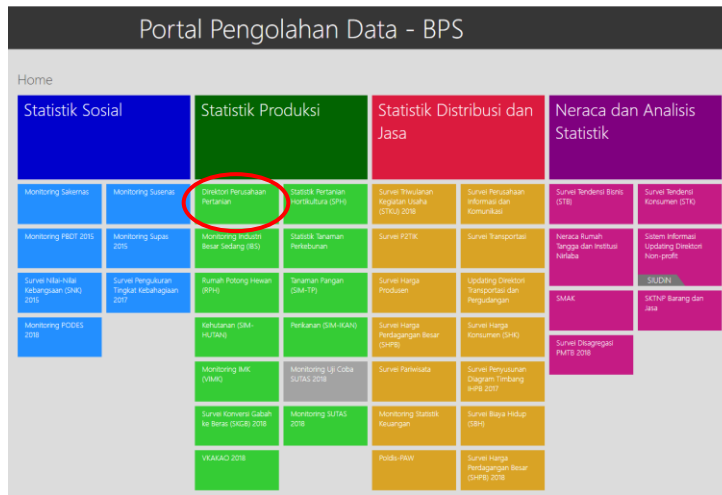 Portal Pengolahan Data - BPS
Home
Statistik Sosial
Monitoring Sakernas
Monitoring Susenas
Monitoring PBDT 2015
Monitoring Supas
2015
Survei Nilai-Nilai
Kebangsaan (SNK)
2015
Survei Pengukuran
Tingkat Kebahagiaan
2017
Monitoring PODES
2018
Statistik Produksi
Direktori Perusahaan
Pertanian
Statistik Pertanian
Hortikultura (SPH)
Monitoring Industri
Besar Sedang (IBS)
Statistik Tanaman
Perkebunan
Rumah Potong Hewan
(RPH)
Tanaman Pangan
(SIM-TP)
Kehutanan (SIM-
HUTAN)
Perikanan (SIM-IKAN)
Monitoring IMK
(VIMK)
Monitoring Uji Coba
SUTAS 2018
Survei Konversi Gabah
ke Beras (SKGB) 2018
Monitoring SUTAS
2018
VKAKAO 2018
Statistik Distribusi dan
Jasa
Survei Triwulanan
Kegiatan Usaha
(STKU) 2018
Survei Perusahaan
Informasi dan
Komunikasi
Survei P2TIK
Survei Transportasi
Survei Harga
Produsen
Updating Direktori
Transportasi dan
Pergudangan
Survei Harga
Perdagangan Besar
(SHPB)
Survei Harga
Konsumen (SHK)
Survei Pariwisata
Survei Penyusunan
Diagram Timbang
IHPB 2017
Monitoring Statistik
Keuangan
Survei Biaya Hidup
(SBH)
Poldis-PAW
Survei Harga
Perdagangan Besar
(SHPB) 2018
Neraca dan Analisis
Statistik
Survei Tendensi Bisnis
(STB)
Survei Tendensi
Konsumen (STK)
Neraca Rumah
Tangga dan Institusi
Nirlaba
Sistem Informasi
Updating Direktori
Non-profit
SIUDIN
SMAK
SKTNP Barang dan
Jasa
Survei Disagregasi
PMTB 2018